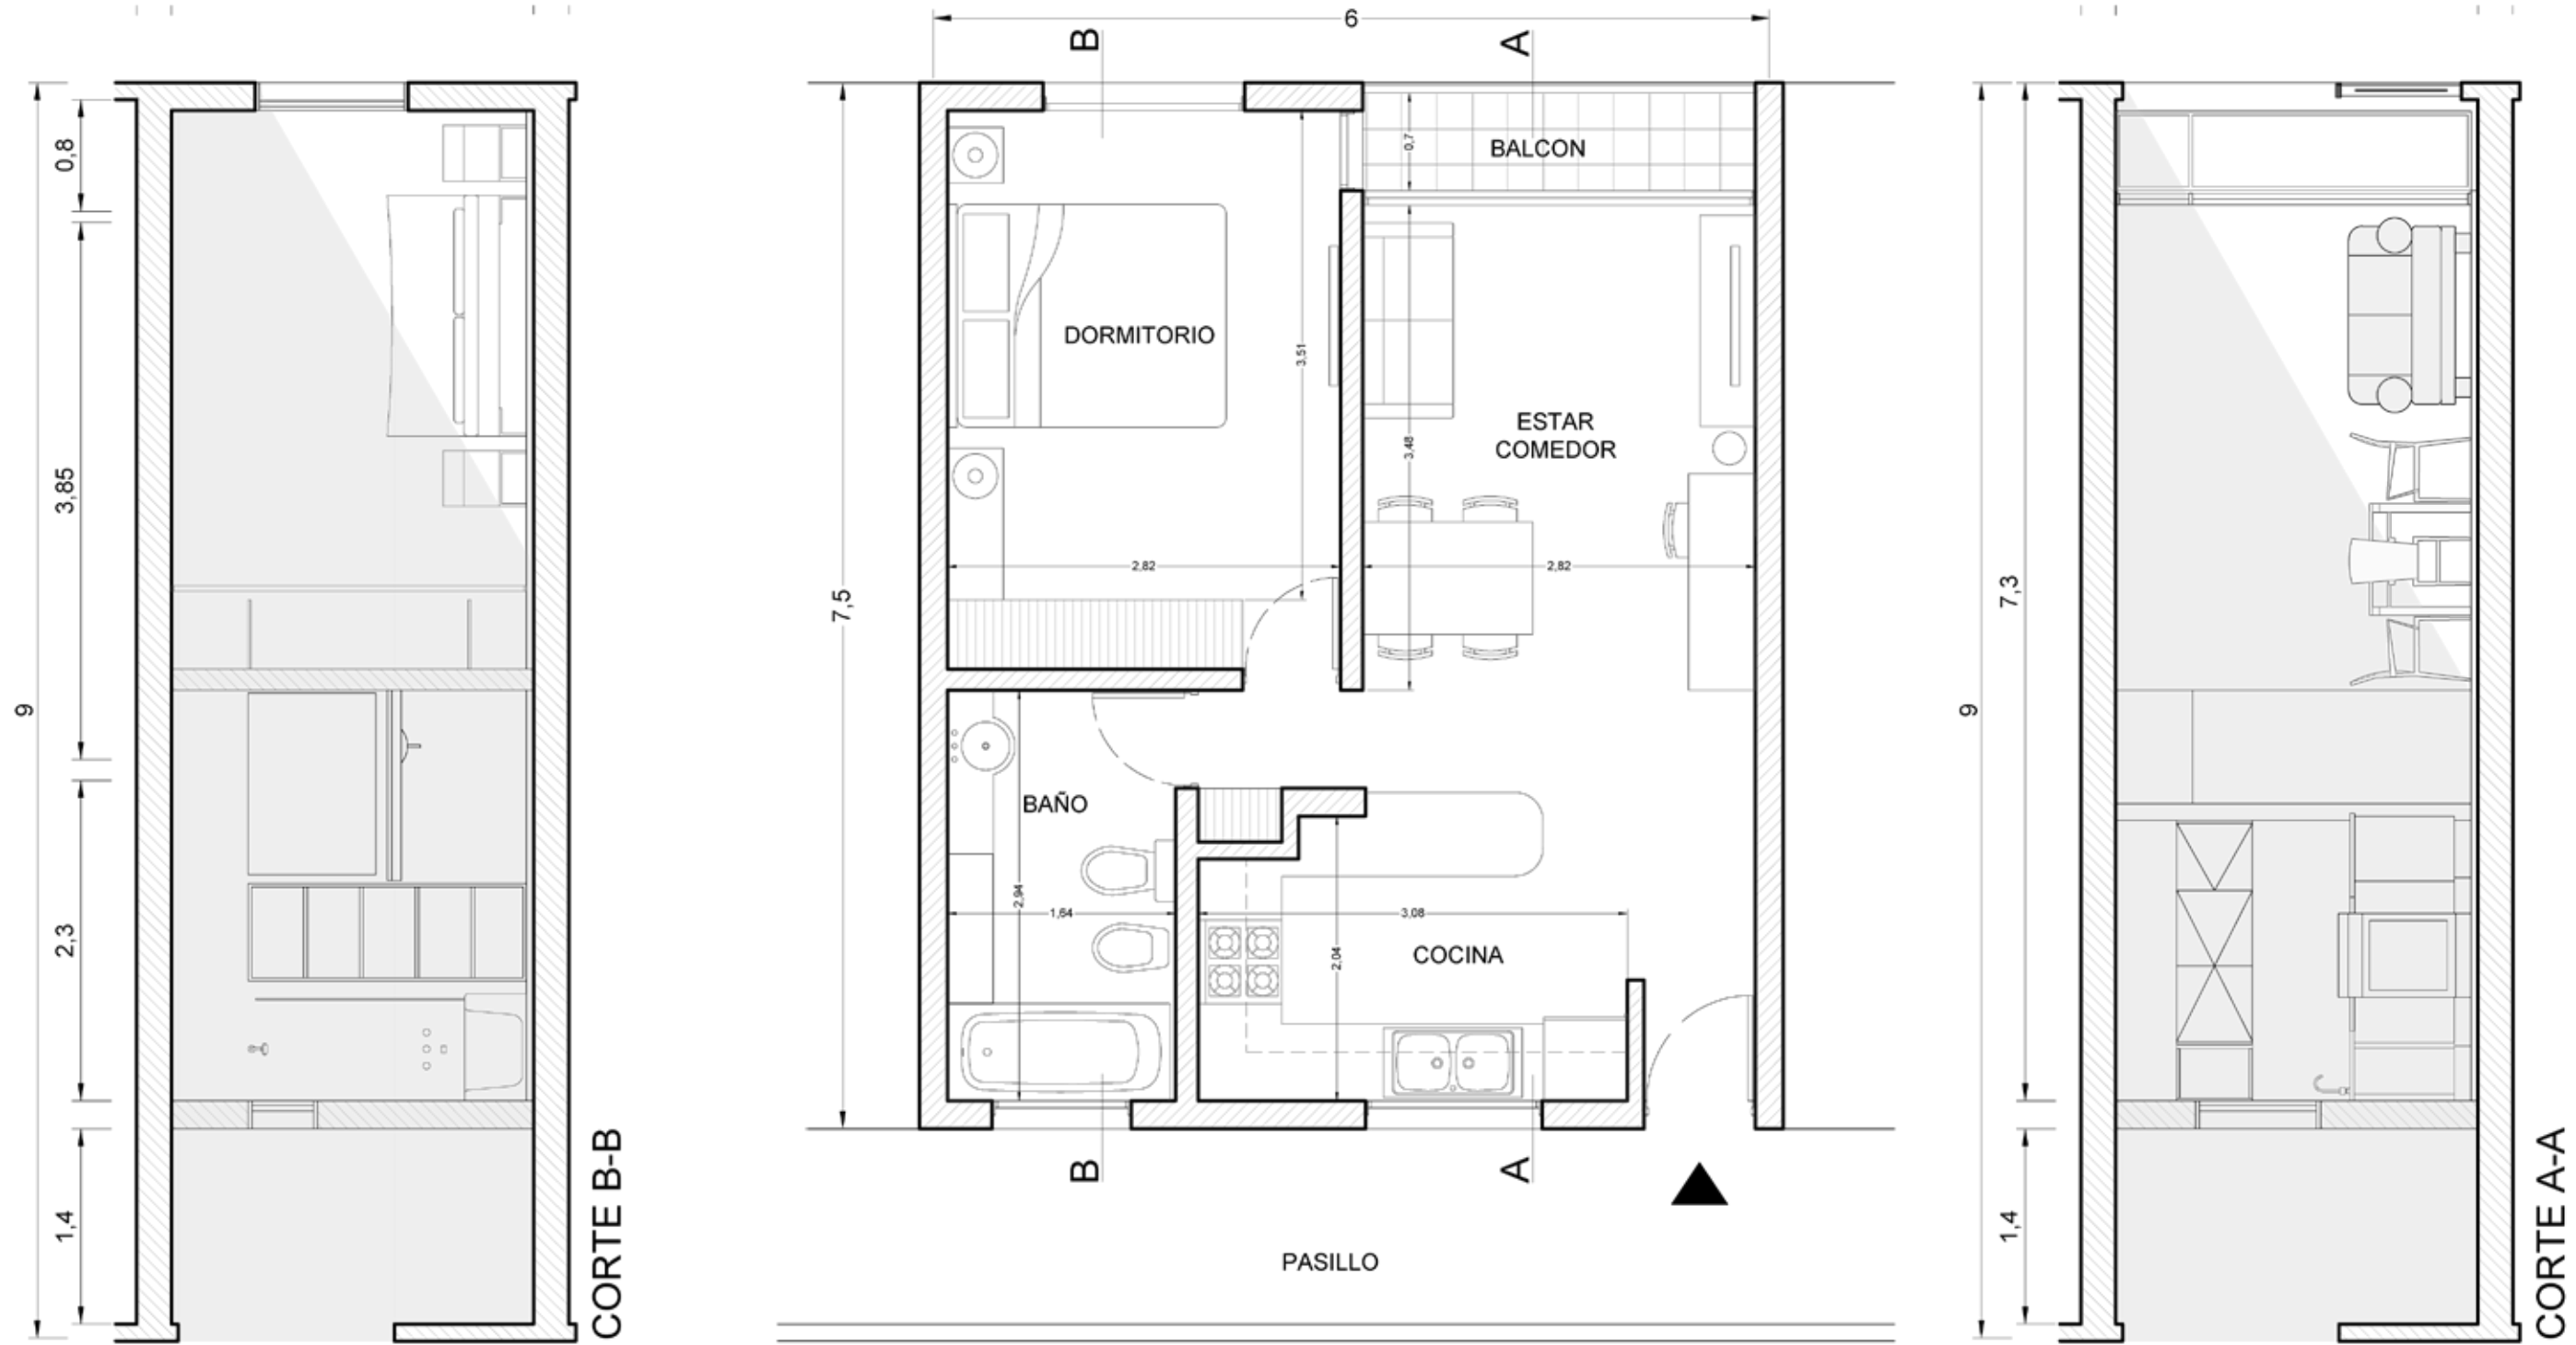 9
0,8
3,85
2,3
1,4
CORTE B-B
6
B
A
7,5
BALCON
0,7
DORMITORIO
3,51
ESTAR
COMEDOR
3,48
2,82
2,82
BAÑO
2,94
1,64
3,08
COCINA
2,04
B
A
PASILLO
9
7,3
1,4
CORTE A-A